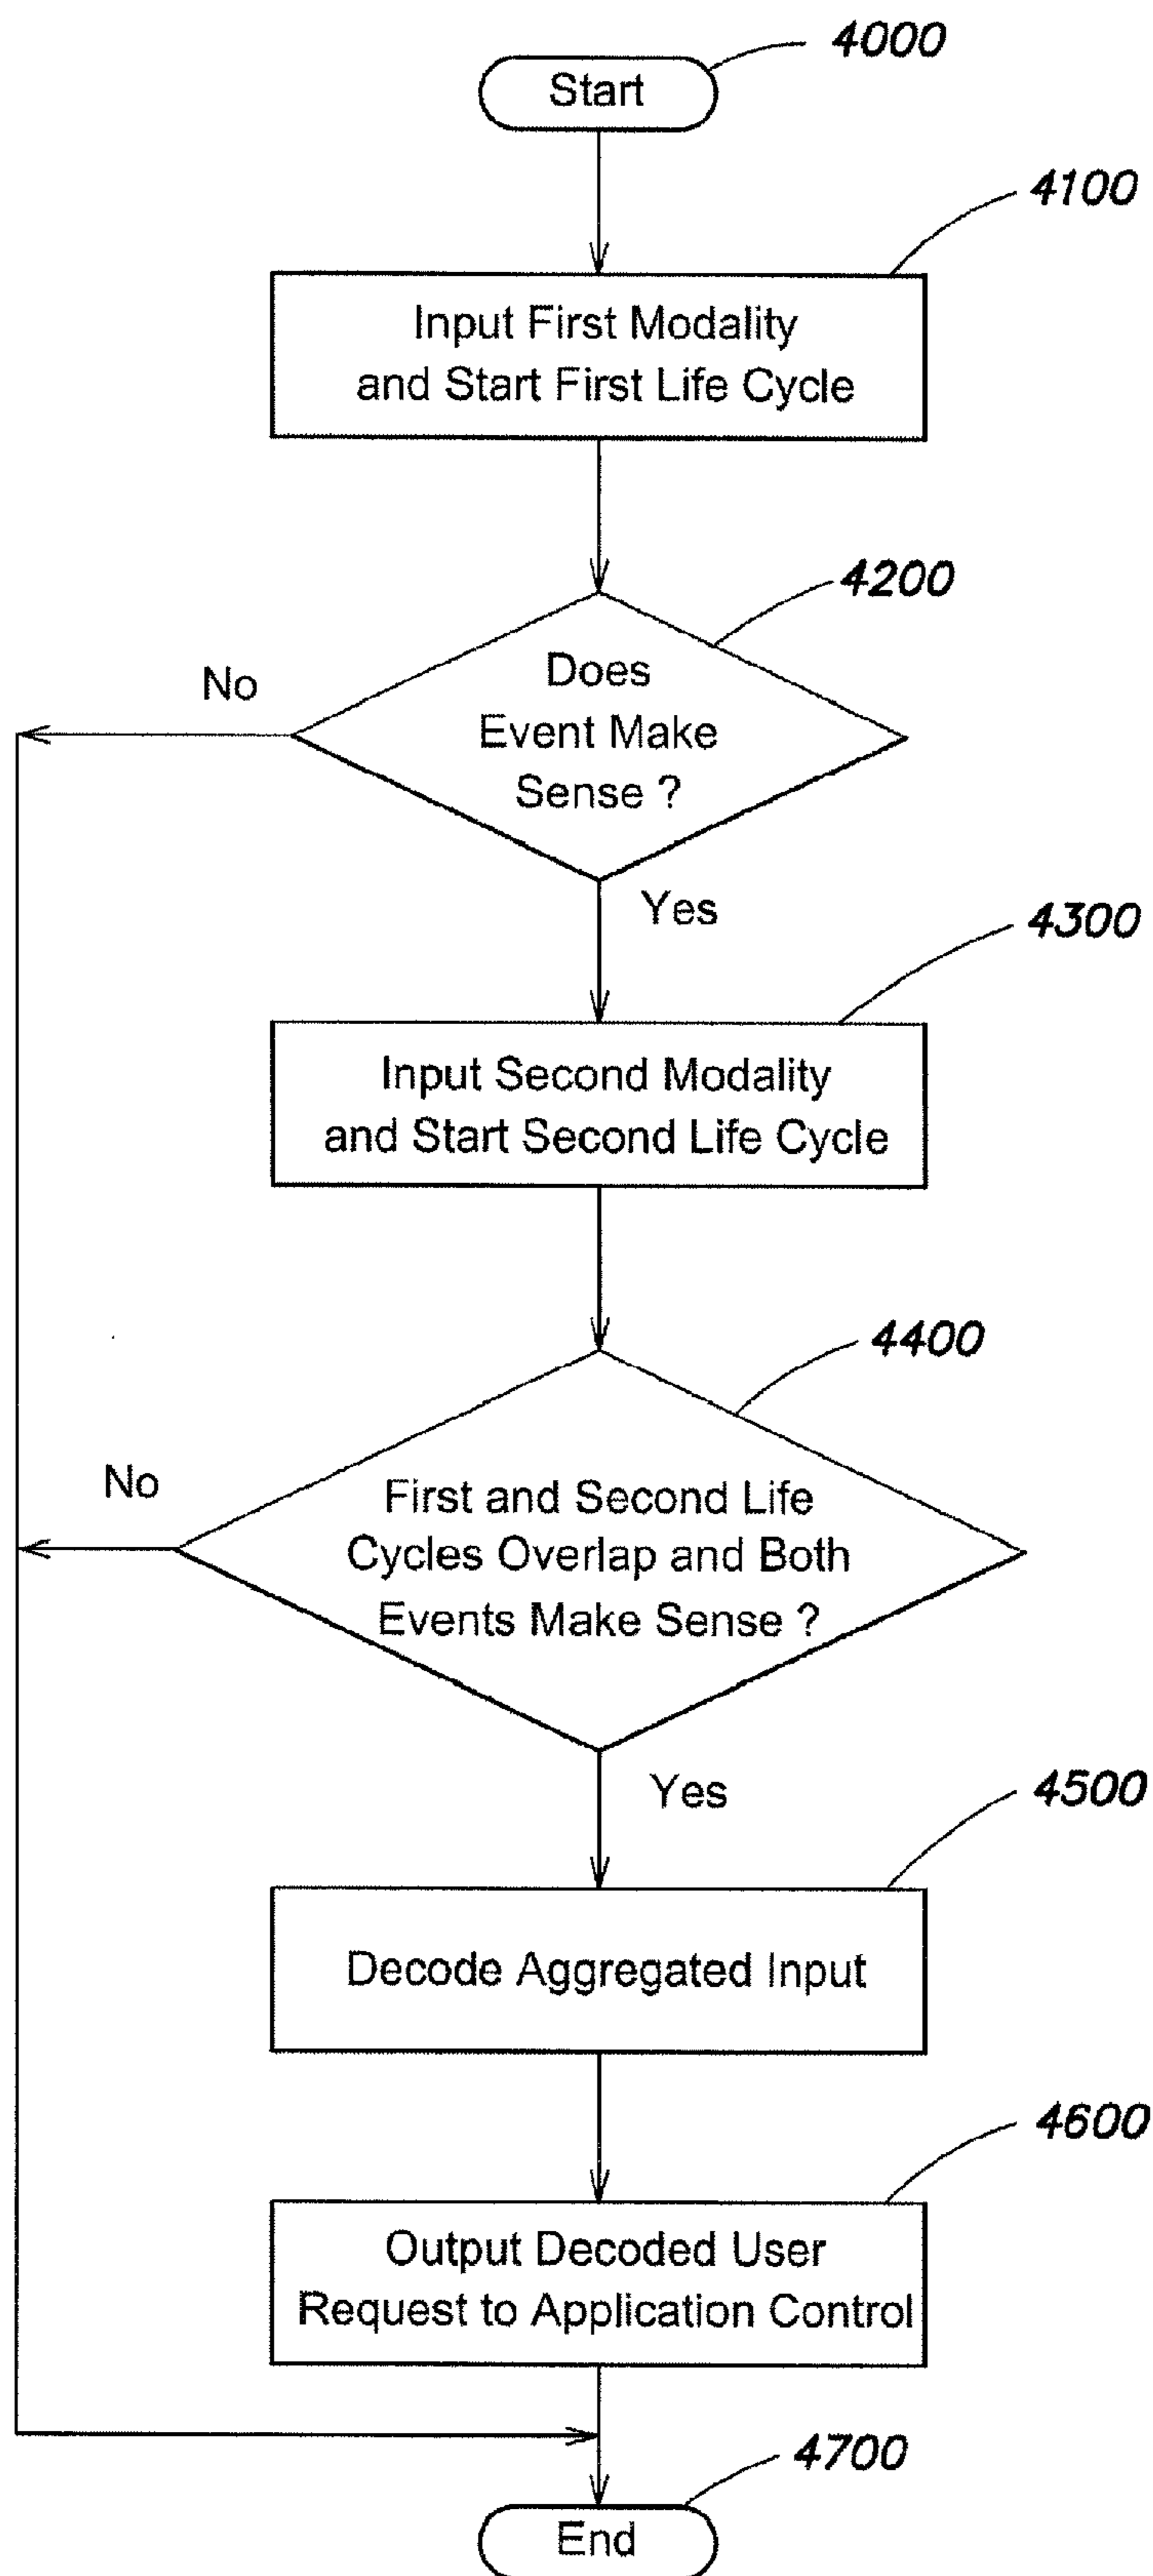 4000
Start
4100
Input First Modality
and Start First Life Cycle
4200
Does
Event Make
Sense ?
No
Yes
4300
Input Second Modality
and Start Second Life Cycle
4400
First and Second Life
Cycles Overlap and Both
Events Make Sense ?
No
Yes
4500
Decode Aggregated Input
4600
Output Decoded User
Request to Application Control
4700
End